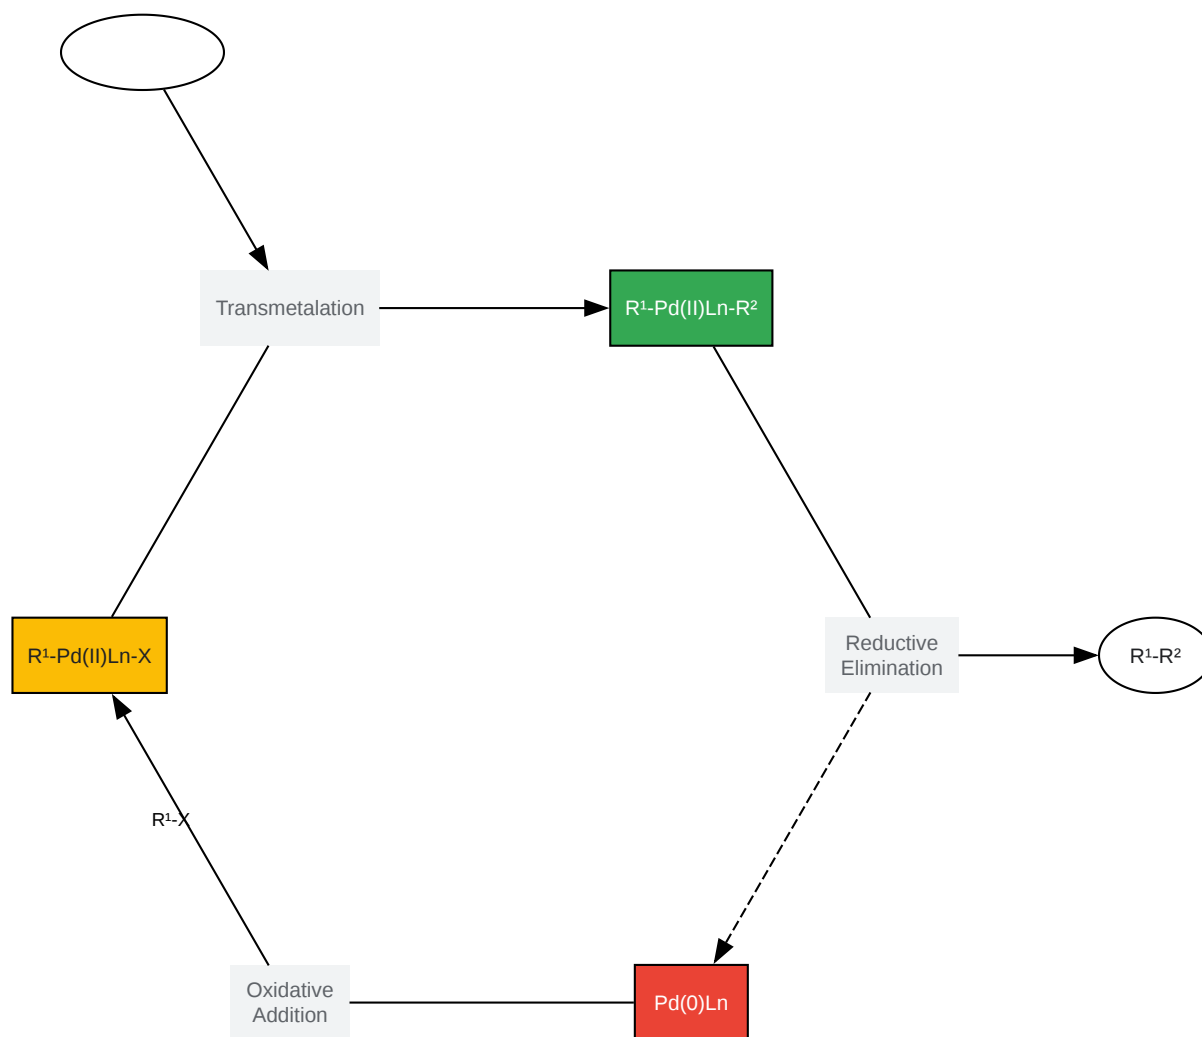 Transmetalation
R¹-Pd(II)Ln-R²
R¹-Pd(II)Ln-X
Reductive
Elimination
R¹-R²
R¹-X
Oxidative
Addition
Pd(0)Ln